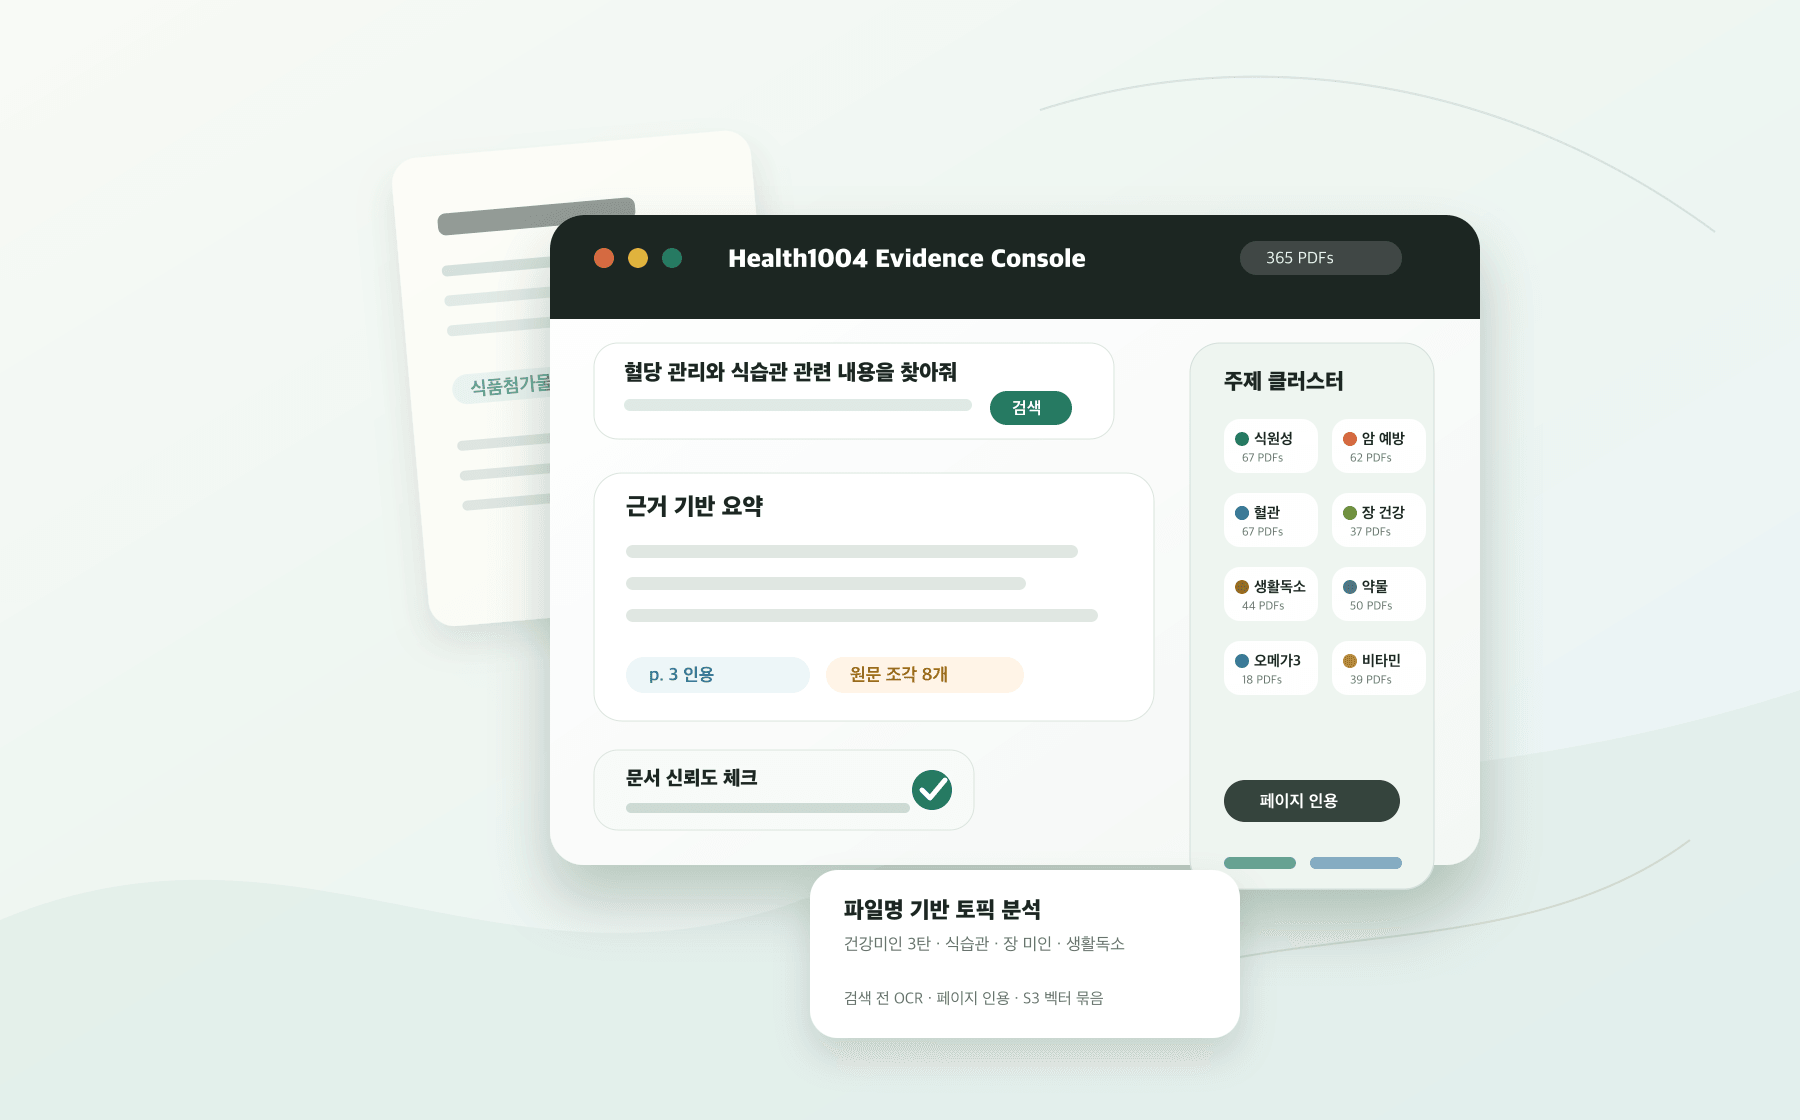 식품첨가물
Health1004 Evidence Console
365 PDFs
혈당 관리와 식습관 관련 내용을 찾아줘
검색
근거 기반 요약
p. 3 인용
원문 조각 8개
문서 신뢰도 체크
주제 클러스터
식원성
67 PDFs
암 예방
62 PDFs
혈관
67 PDFs
장 건강
37 PDFs
생활독소
44 PDFs
약물
50 PDFs
오메가3
18 PDFs
비타민
39 PDFs
페이지 인용
파일명 기반 토픽 분석
건강미인 3탄 · 식습관 · 장 미인 · 생활독소
검색 전 OCR · 페이지 인용 · S3 벡터 묶음